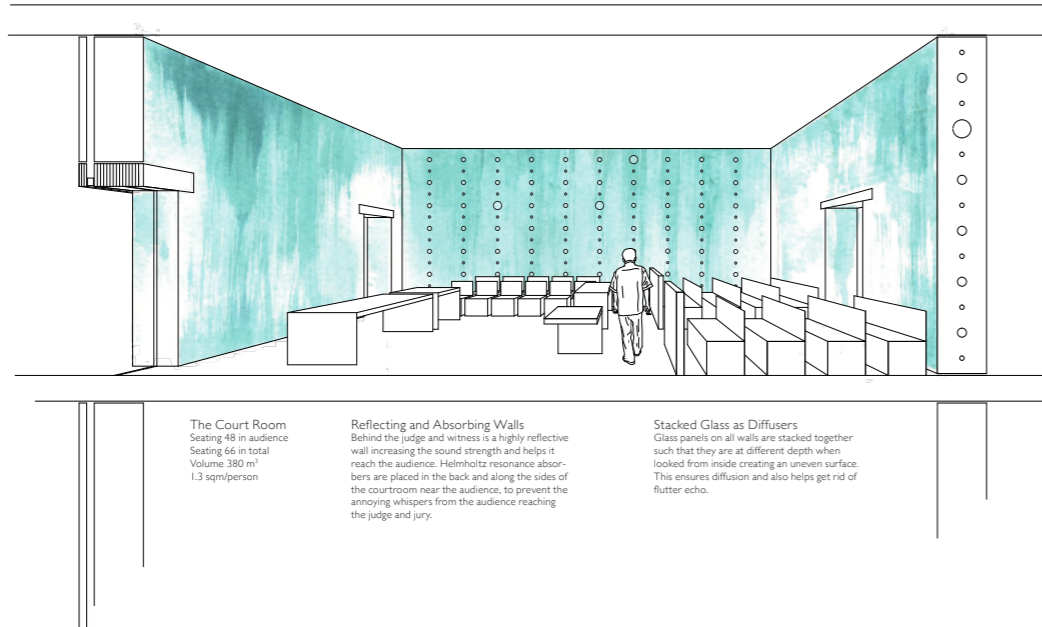 The Court Room
Seating 48 in audience
Seating 66 in total
Volume 380 m³
1.3 sqm/person
Reflecting and Absorbing Walls
Behind the judge and witness is a highly reflective
wall increasing the sound strength and helps it
reach the audience. Helmholtz resonance absor-
bers are placed in the back and along the sides of
the courtroom near the audience, to prevent the
annoying whispers from the audience reaching
the judge and jury.
Stacked Glass as Diffusers
Glass panels on all walls are stacked together
such that they are at different depth when
looked from inside creating an uneven surface.
This ensures diffusion and also helps get rid of
flutter echo.